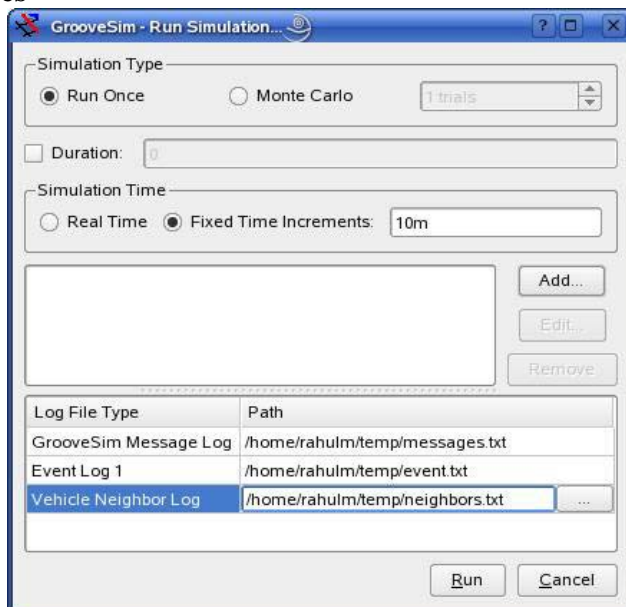 GrooveSim - Run Simulation...
Simulation Type
Run Once Monte Carlo 1 trials
Duration: 0
Simulation Time
Real Time Fixed Time Increments: 10m
Add...
Edit...
Remove
Log File Type Path
GrooveSim Message Log /home/rahulm/temp/messages.txt
Event Log 1 /home/rahulm/temp/event.txt
Vehicle Neighbor Log /home/rahulm/temp/neighbors.txt ...
Run Cancel